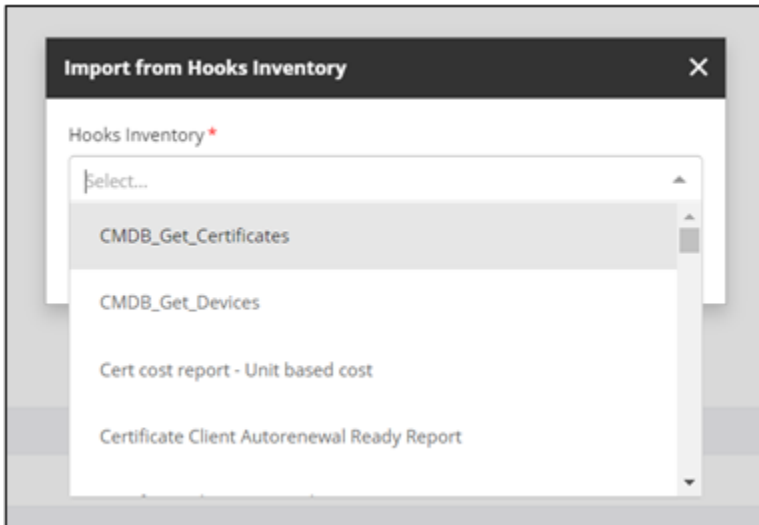 Import from Hooks Inventory
Hooks Inventory *
Select...
CMDB_Get_Certificates
CMDB_Get_Devices
Cert cost report - Unit based cost
Certificate Client Autorenewal Ready Report